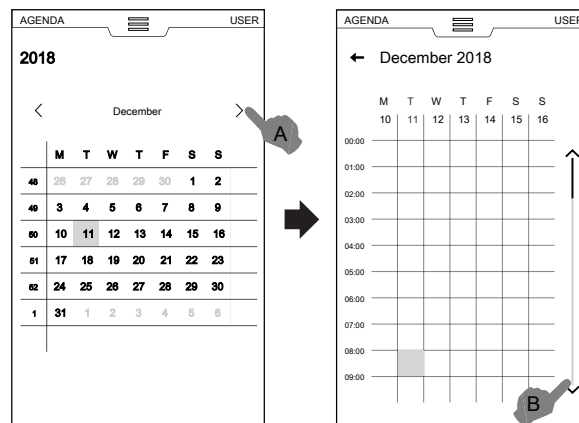 AGENDA USER
2018
December
A
M T W T F S S
48 26 27 28 29 30 1 2
49 3 4 5 6 7 8 9
50 10 11 12 13 14 15 16
51 17 18 19 20 21 22 23
52 24 25 26 27 28 29 30
1 31 1 2 3 4 5 6
AGENDA USER
December 2018
M T W T F S S
10 11 12 13 14 15 16
00:00
01:00
02:00
03:00
04:00
05:00
06:00
07:00
08:00
09:00
B